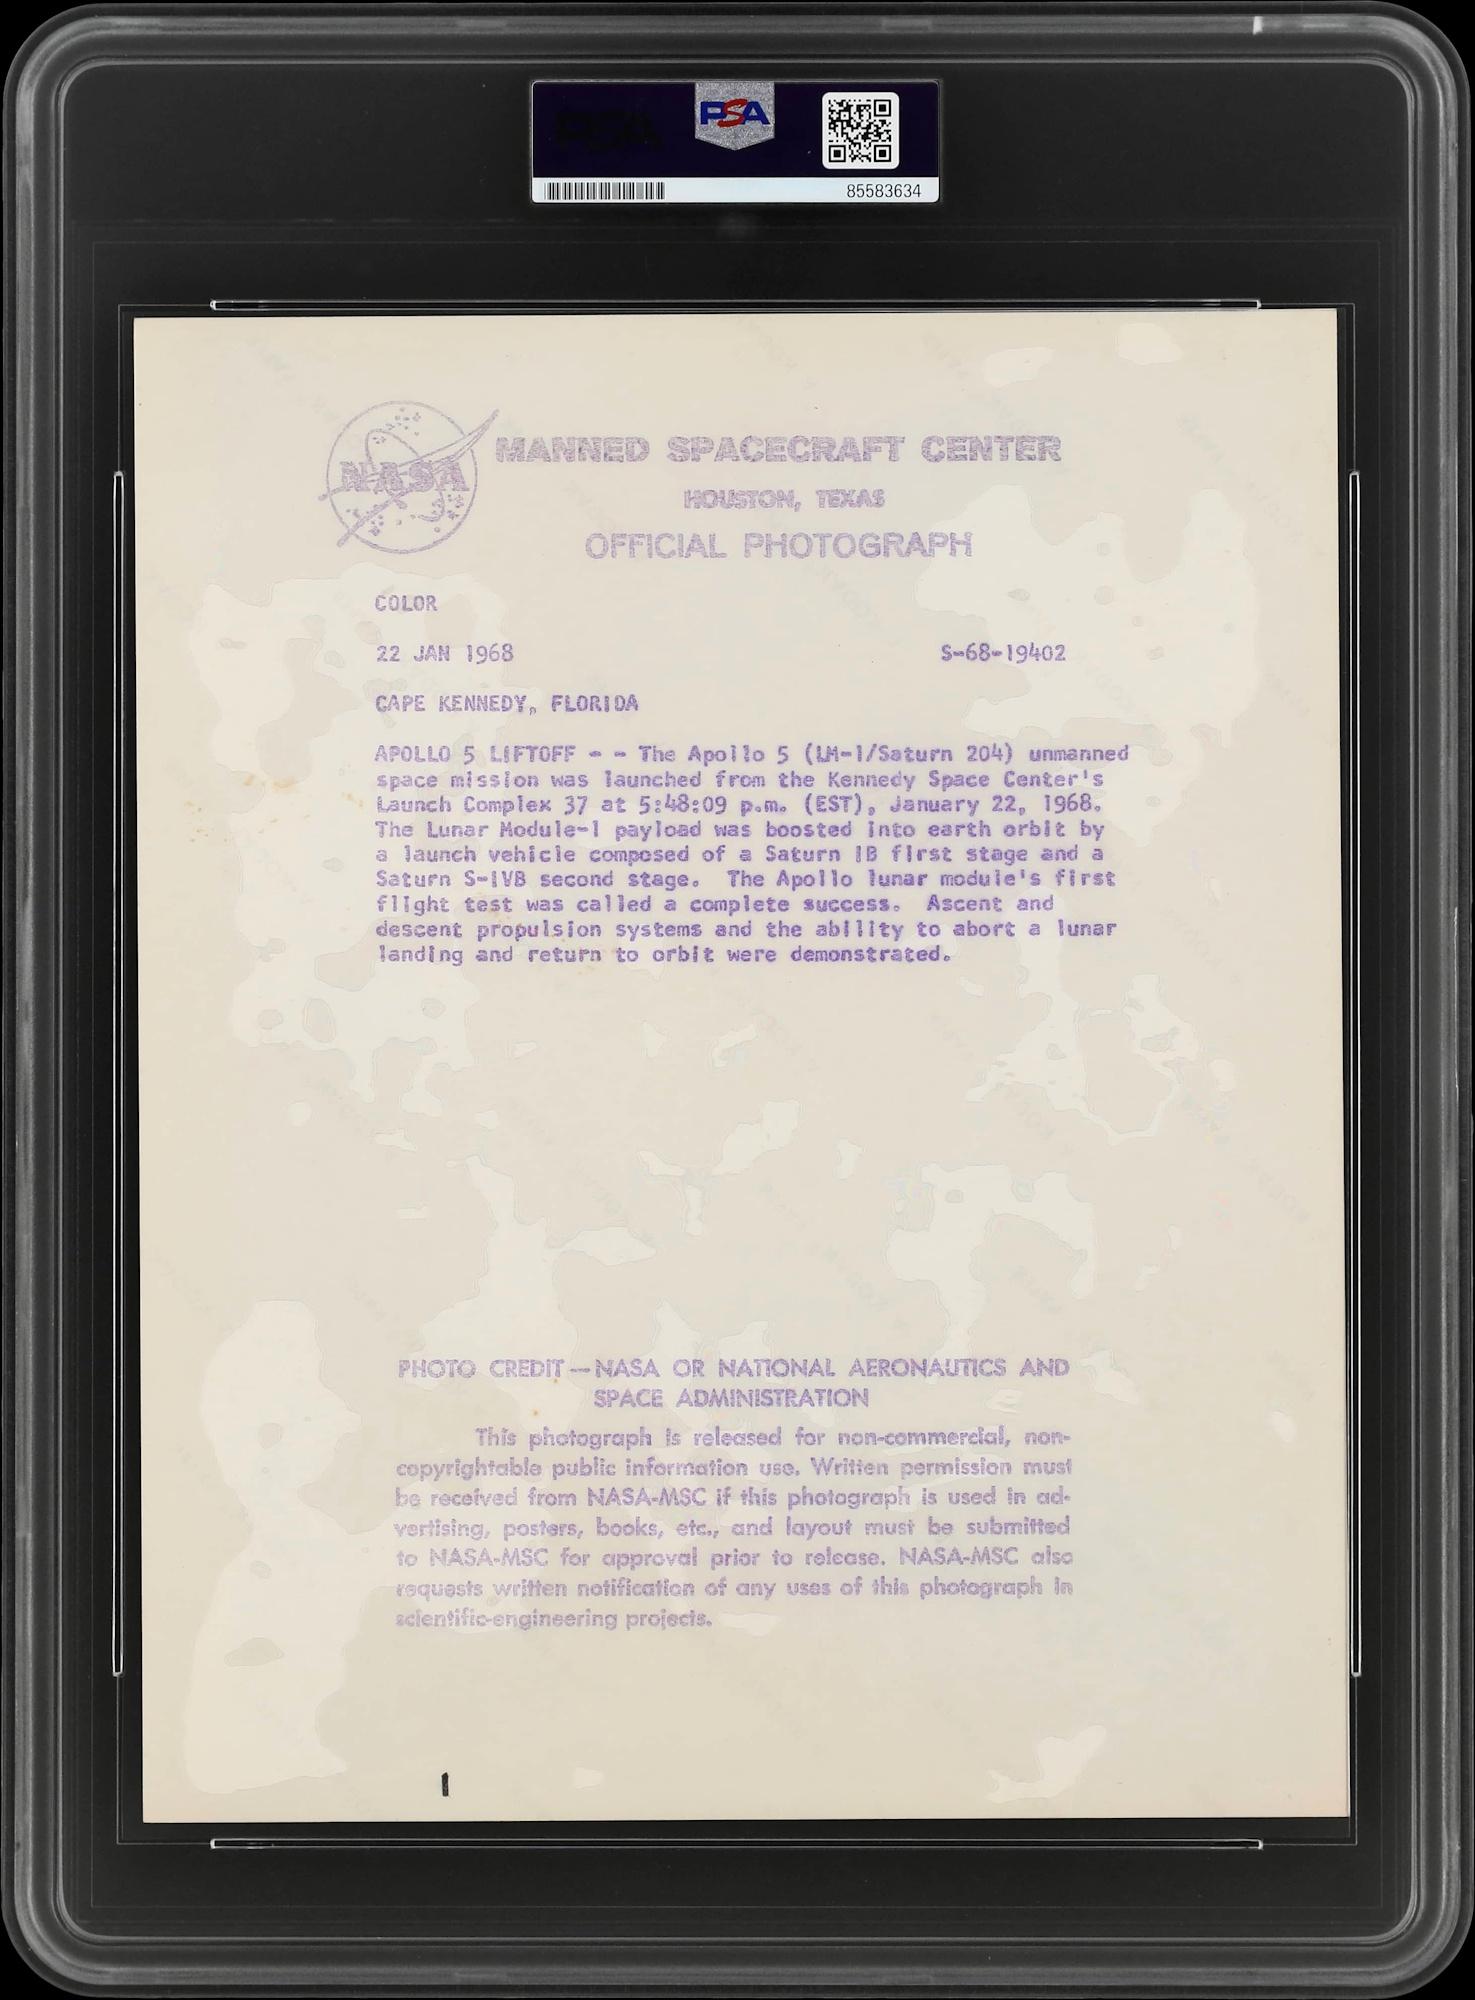 PSA
85583634
NASA
MANNED SPACECRAFT CENTER
HOUSTON, TEXAS
OFFICIAL PHOTOGRAPH
COLOR
22 JAN 1968 S-68-19402
CAPE KENNEDY, FLORIDA
APOLLO 5 LIFTOFF - - The Apollo 5 (LM-1/Saturn 204) unmanned
space mission was launched from the Kennedy Space Center's
Launch Complex 37 at 5:48:09 p.m. (EST), January 22, 1968.
The Lunar Module-1 payload was boosted into earth orbit by
a launch vehicle composed of a Saturn IB first stage and a
Saturn S-IVB second stage. The Apollo lunar module's first
flight test was called a complete success. Ascent and
descent propulsion systems and the ability to abort a lunar
landing and return to orbit were demonstrated.
PHOTO CREDIT—NASA OR NATIONAL AERONAUTICS AND
SPACE ADMINISTRATION
This photograph is released for non-commercial, non-
copyrightable public information use. Written permission must
be received from NASA-MSC if this photograph is used in ad-
vertising, posters, books, etc., and layout must be submitted
to NASA-MSC for approval prior to release. NASA-MSC also
requests written notification of any uses of this photograph in
scientific-engineering projects.